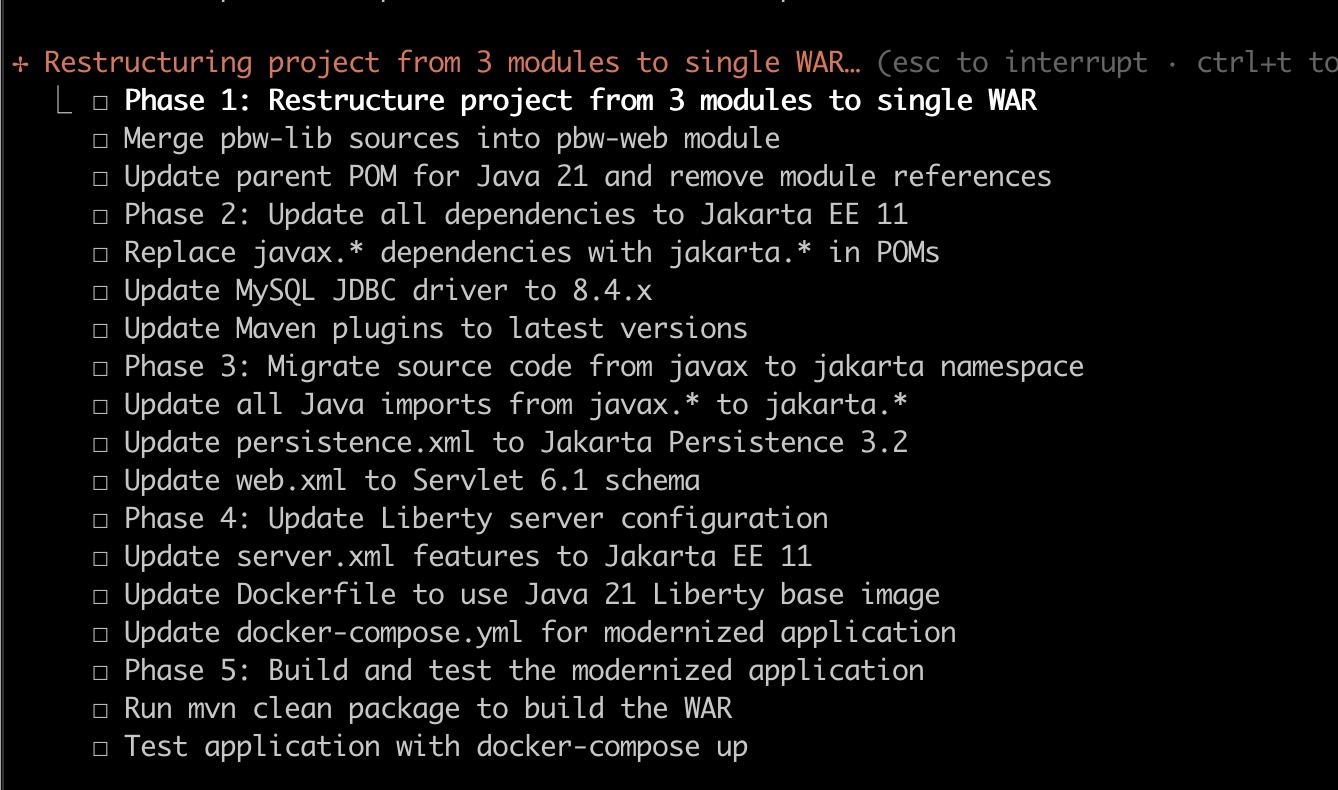 ✢ Restructuring project from 3 modules to single WAR… (esc to interrupt · ctrl+t to
⎿ ☐ Phase 1: Restructure project from 3 modules to single WAR
☐ Merge pbw-lib sources into pbw-web module
☐ Update parent POM for Java 21 and remove module references
☐ Phase 2: Update all dependencies to Jakarta EE 11
☐ Replace javax.* dependencies with jakarta.* in POMs
☐ Update MySQL JDBC driver to 8.4.x
☐ Update Maven plugins to latest versions
☐ Phase 3: Migrate source code from javax to jakarta namespace
☐ Update all Java imports from javax.* to jakarta.*
☐ Update persistence.xml to Jakarta Persistence 3.2
☐ Update web.xml to Servlet 6.1 schema
☐ Phase 4: Update Liberty server configuration
☐ Update server.xml features to Jakarta EE 11
☐ Update Dockerfile to use Java 21 Liberty base image
☐ Update docker-compose.yml for modernized application
☐ Phase 5: Build and test the modernized application
☐ Run mvn clean package to build the WAR
☐ Test application with docker-compose up